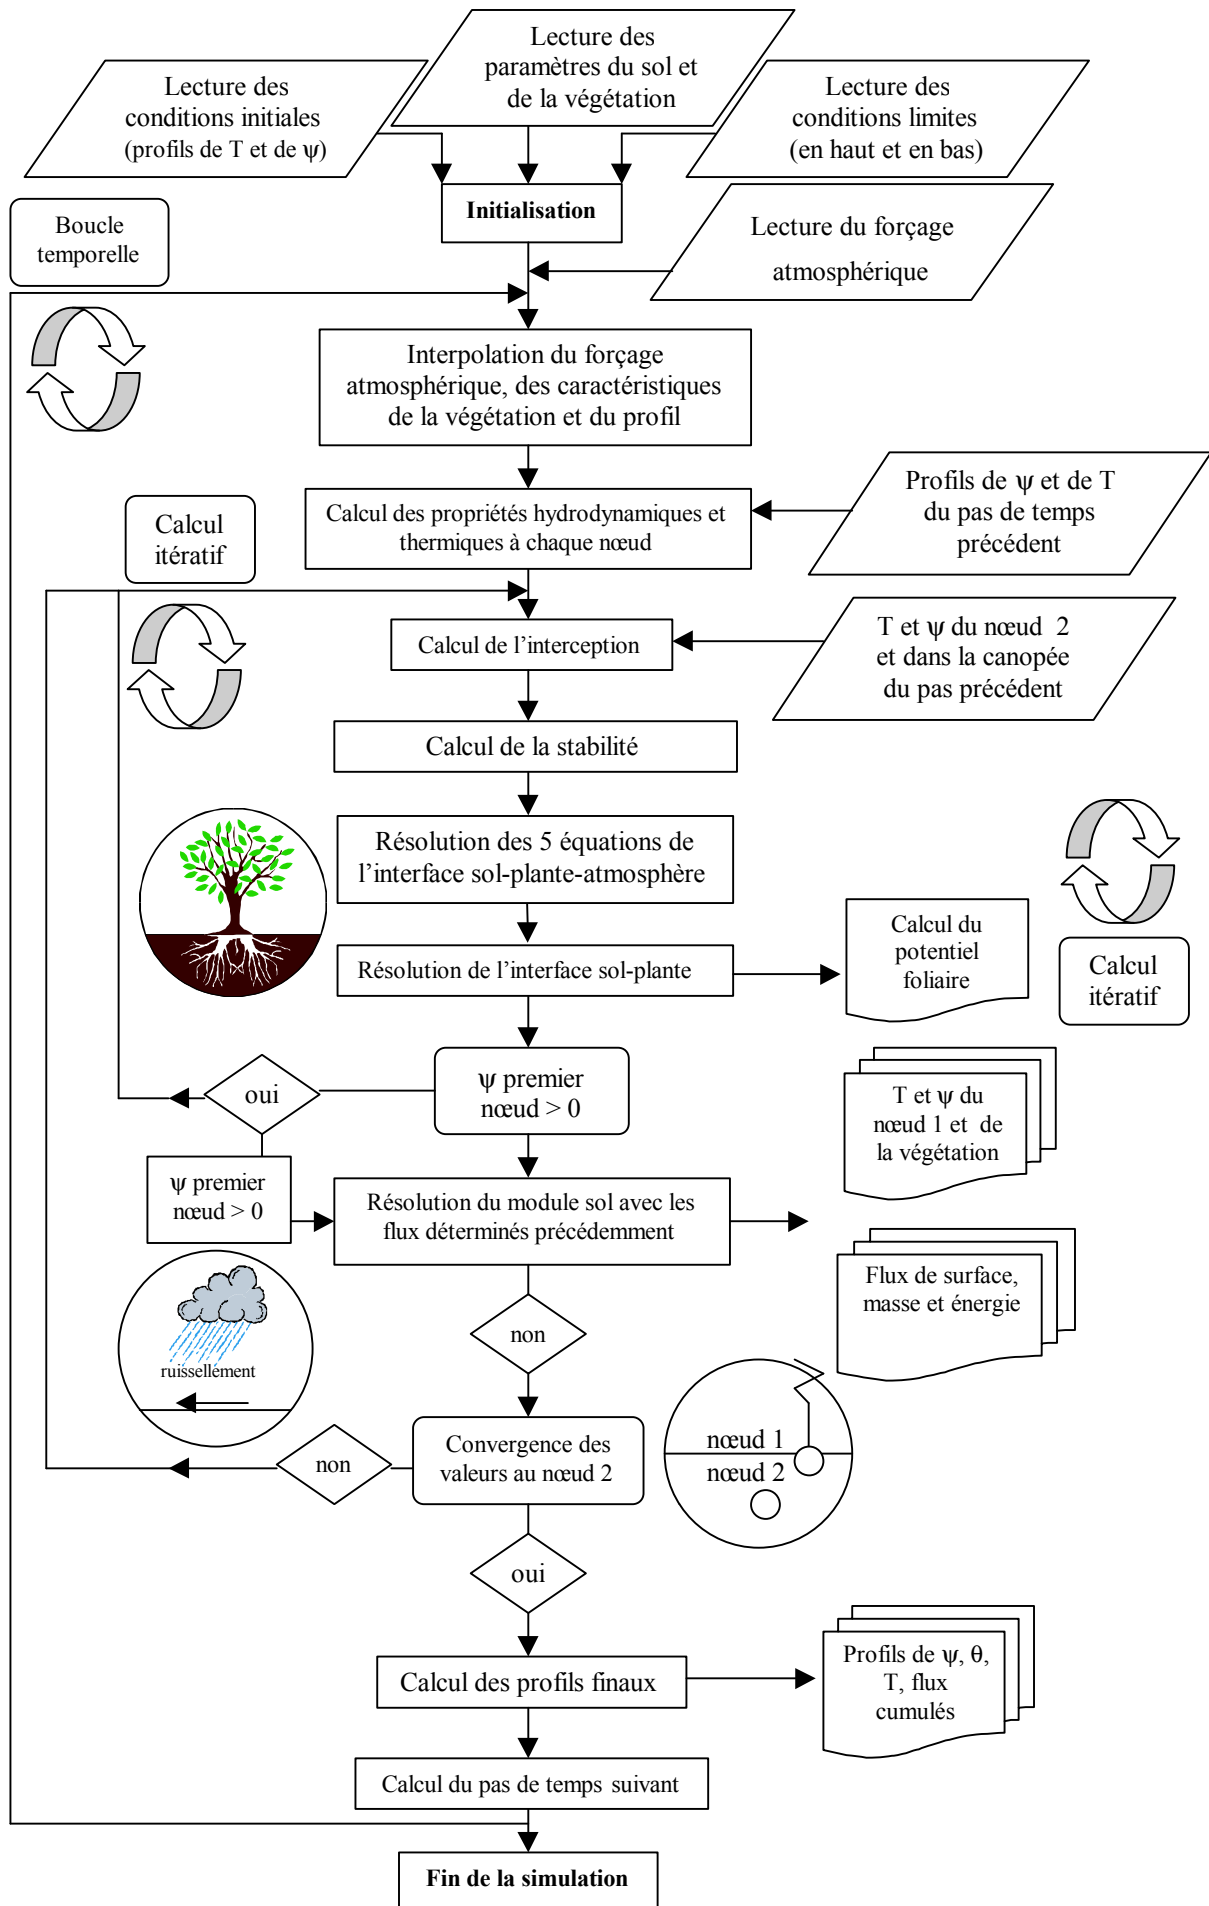 Lecture des
paramètres du sol et
de la végétation
Lecture des
conditions initiales
(profils de T et de ψ)
Lecture des
conditions limites
(en haut et en bas)
Initialisation
Boucle
temporelle
Lecture du forçage
atmosphérique
Interpolation du forçage
atmosphérique, des caractéristiques
de la végétation et du profil
Calcul
itératif
Calcul des propriétés hydrodynamiques et
thermiques à chaque nœud
Profils de ψ et de T
du pas de temps
précédent
Calcul de l’interception
T et ψ du nœud 2
et dans la canopée
du pas précédent
Calcul de la stabilité
Résolution des 5 équations de
l’interface sol-plante-atmosphère
Résolution de l’interface sol-plante
Calcul du
potentiel
foliaire
Calcul
itératif
oui
ψ premier
nœud > 0
T et ψ du
nœud 1 et de
la végétation
ψ premier
nœud > 0
Résolution du module sol avec les
flux déterminés précédemment
Flux de surface,
masse et énergie
non
ruissellément
nœud 1
nœud 2
non
Convergence des
valeurs au nœud 2
oui
Calcul des profils finaux
Profils de ψ, θ,
T, flux
cumulés
Calcul du pas de temps suivant
Fin de la simulation